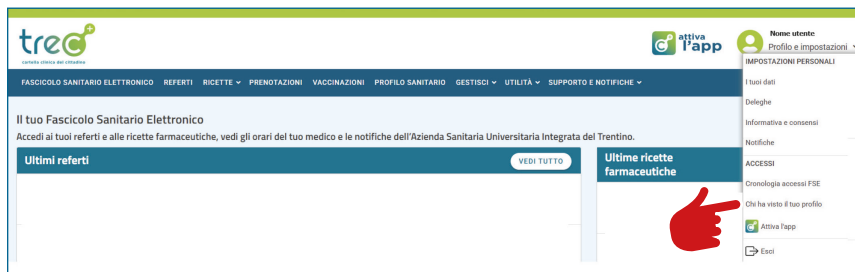 trec+
cartella clinica del cittadino
attiva
l'app
Nome utente
Profilo e impostazioni
FASCICOLO SANITARIO ELETTRONICO REFERTI RICETTE PRENOTAZIONI VACCINAZIONI PROFILO SANITARIO GESTISCI UTILITÀ SUPPORTO E NOTIFICHE
IMPOSTAZIONI PERSONALI
I tuoi dati
Deleghe
Informativa e consensi
Notifiche
ACCESSI
Cronologia accessi FSE
Chi ha visto il tuo profilo
Attiva l'app
Esci
Il tuo Fascicolo Sanitario Elettronico
Accedi ai tuoi referti e alle ricette farmaceutiche, vedi gli orari del tuo medico e le notifiche dell'Azienda Sanitaria Universitaria Integrata del Trentino.
Ultimi referti
VEDI TUTTO
Ultime ricette
farmaceutiche